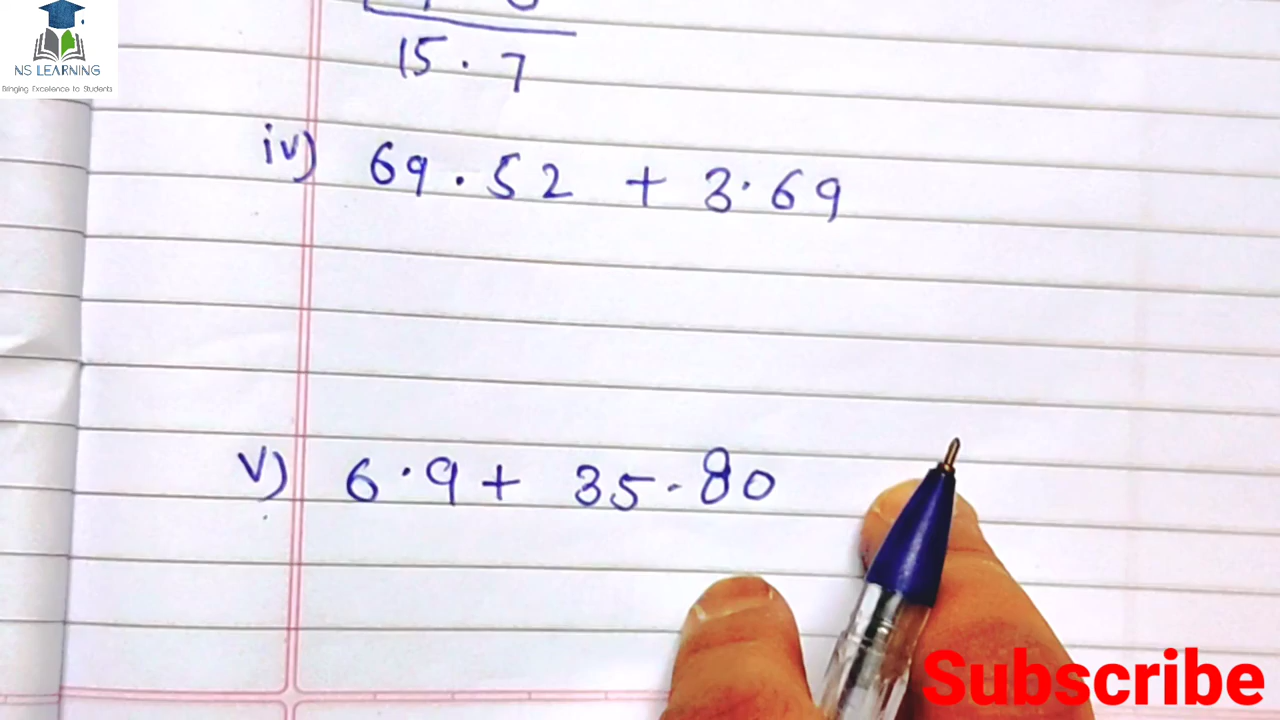 NS LEARNING
Bringing Excellence to Students
15.7
iv) 69.52 + 3.69
v) 6.9 + 35.80
Subscribe